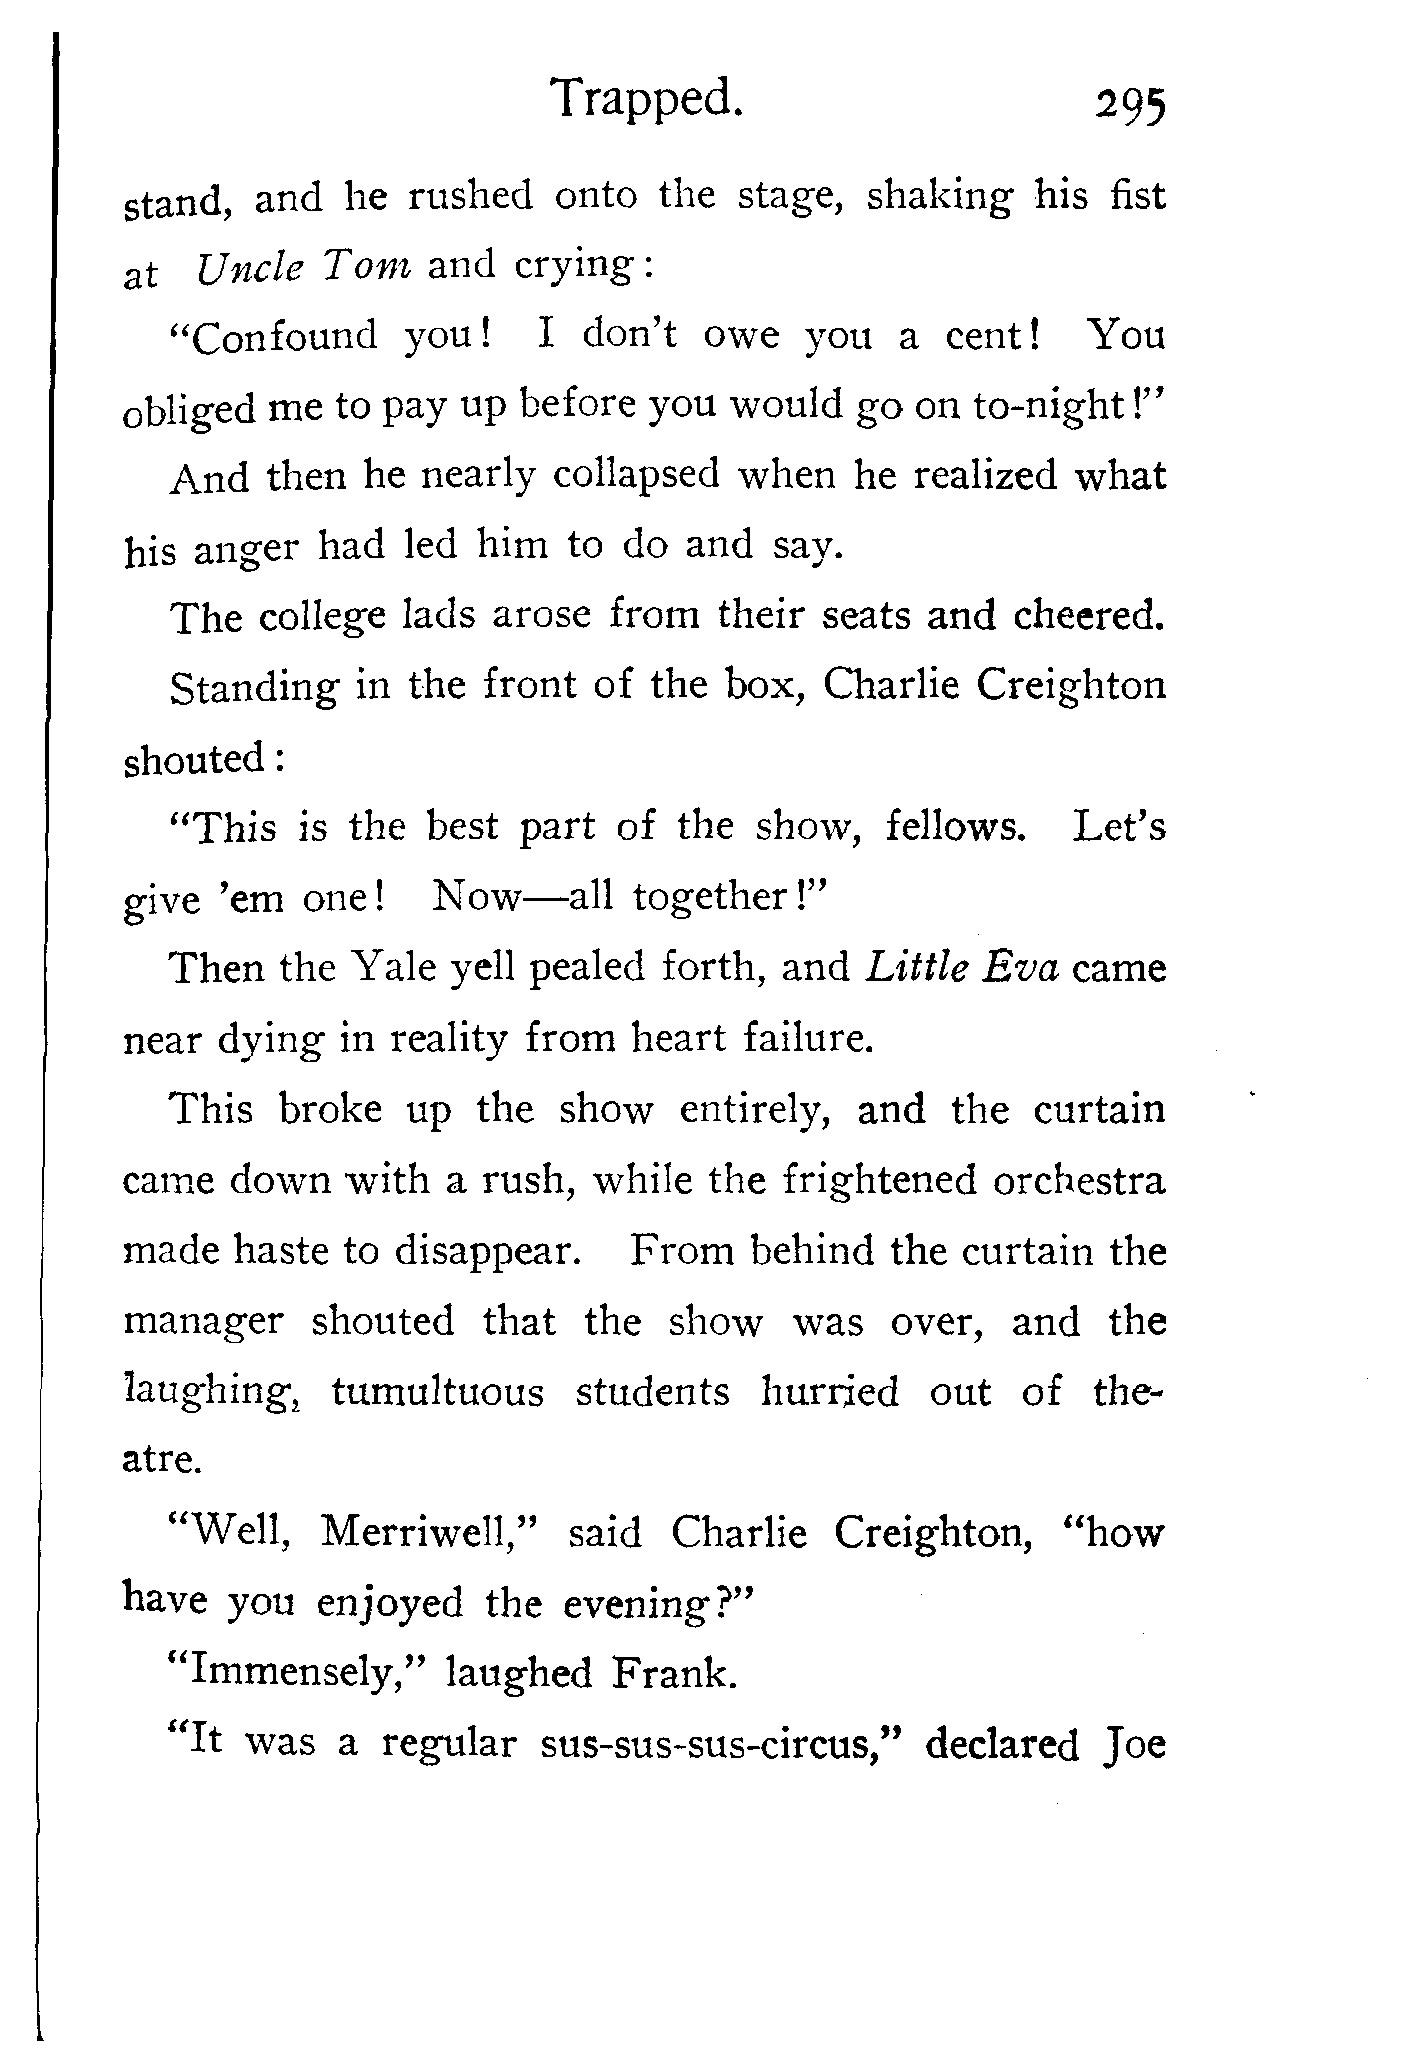 Trapped. 295
stand, and he rushed onto the stage, shaking his fist
at Uncle Tom and crying:
"Confound you! I don't owe you a cent! You
obliged me to pay up before you would go on to-night!"
And then he nearly collapsed when he realized what
his anger had led him to do and say.
The college lads arose from their seats and cheered.
Standing in the front of the box, Charlie Creighton
shouted:
"This is the best part of the show, fellows. Let's
give 'em one! Now—all together!"
Then the Yale yell pealed forth, and Little Eva came
near dying in reality from heart failure.
This broke up the show entirely, and the curtain
came down with a rush, while the frightened orchestra
made haste to disappear. From behind the curtain the
manager shouted that the show was over, and the
laughing, tumultuous students hurried out of the-
atre.
"Well, Merriwell," said Charlie Creighton, "how
have you enjoyed the evening?"
"Immensely," laughed Frank.
"It was a regular sus-sus-sus-circus," declared Joe